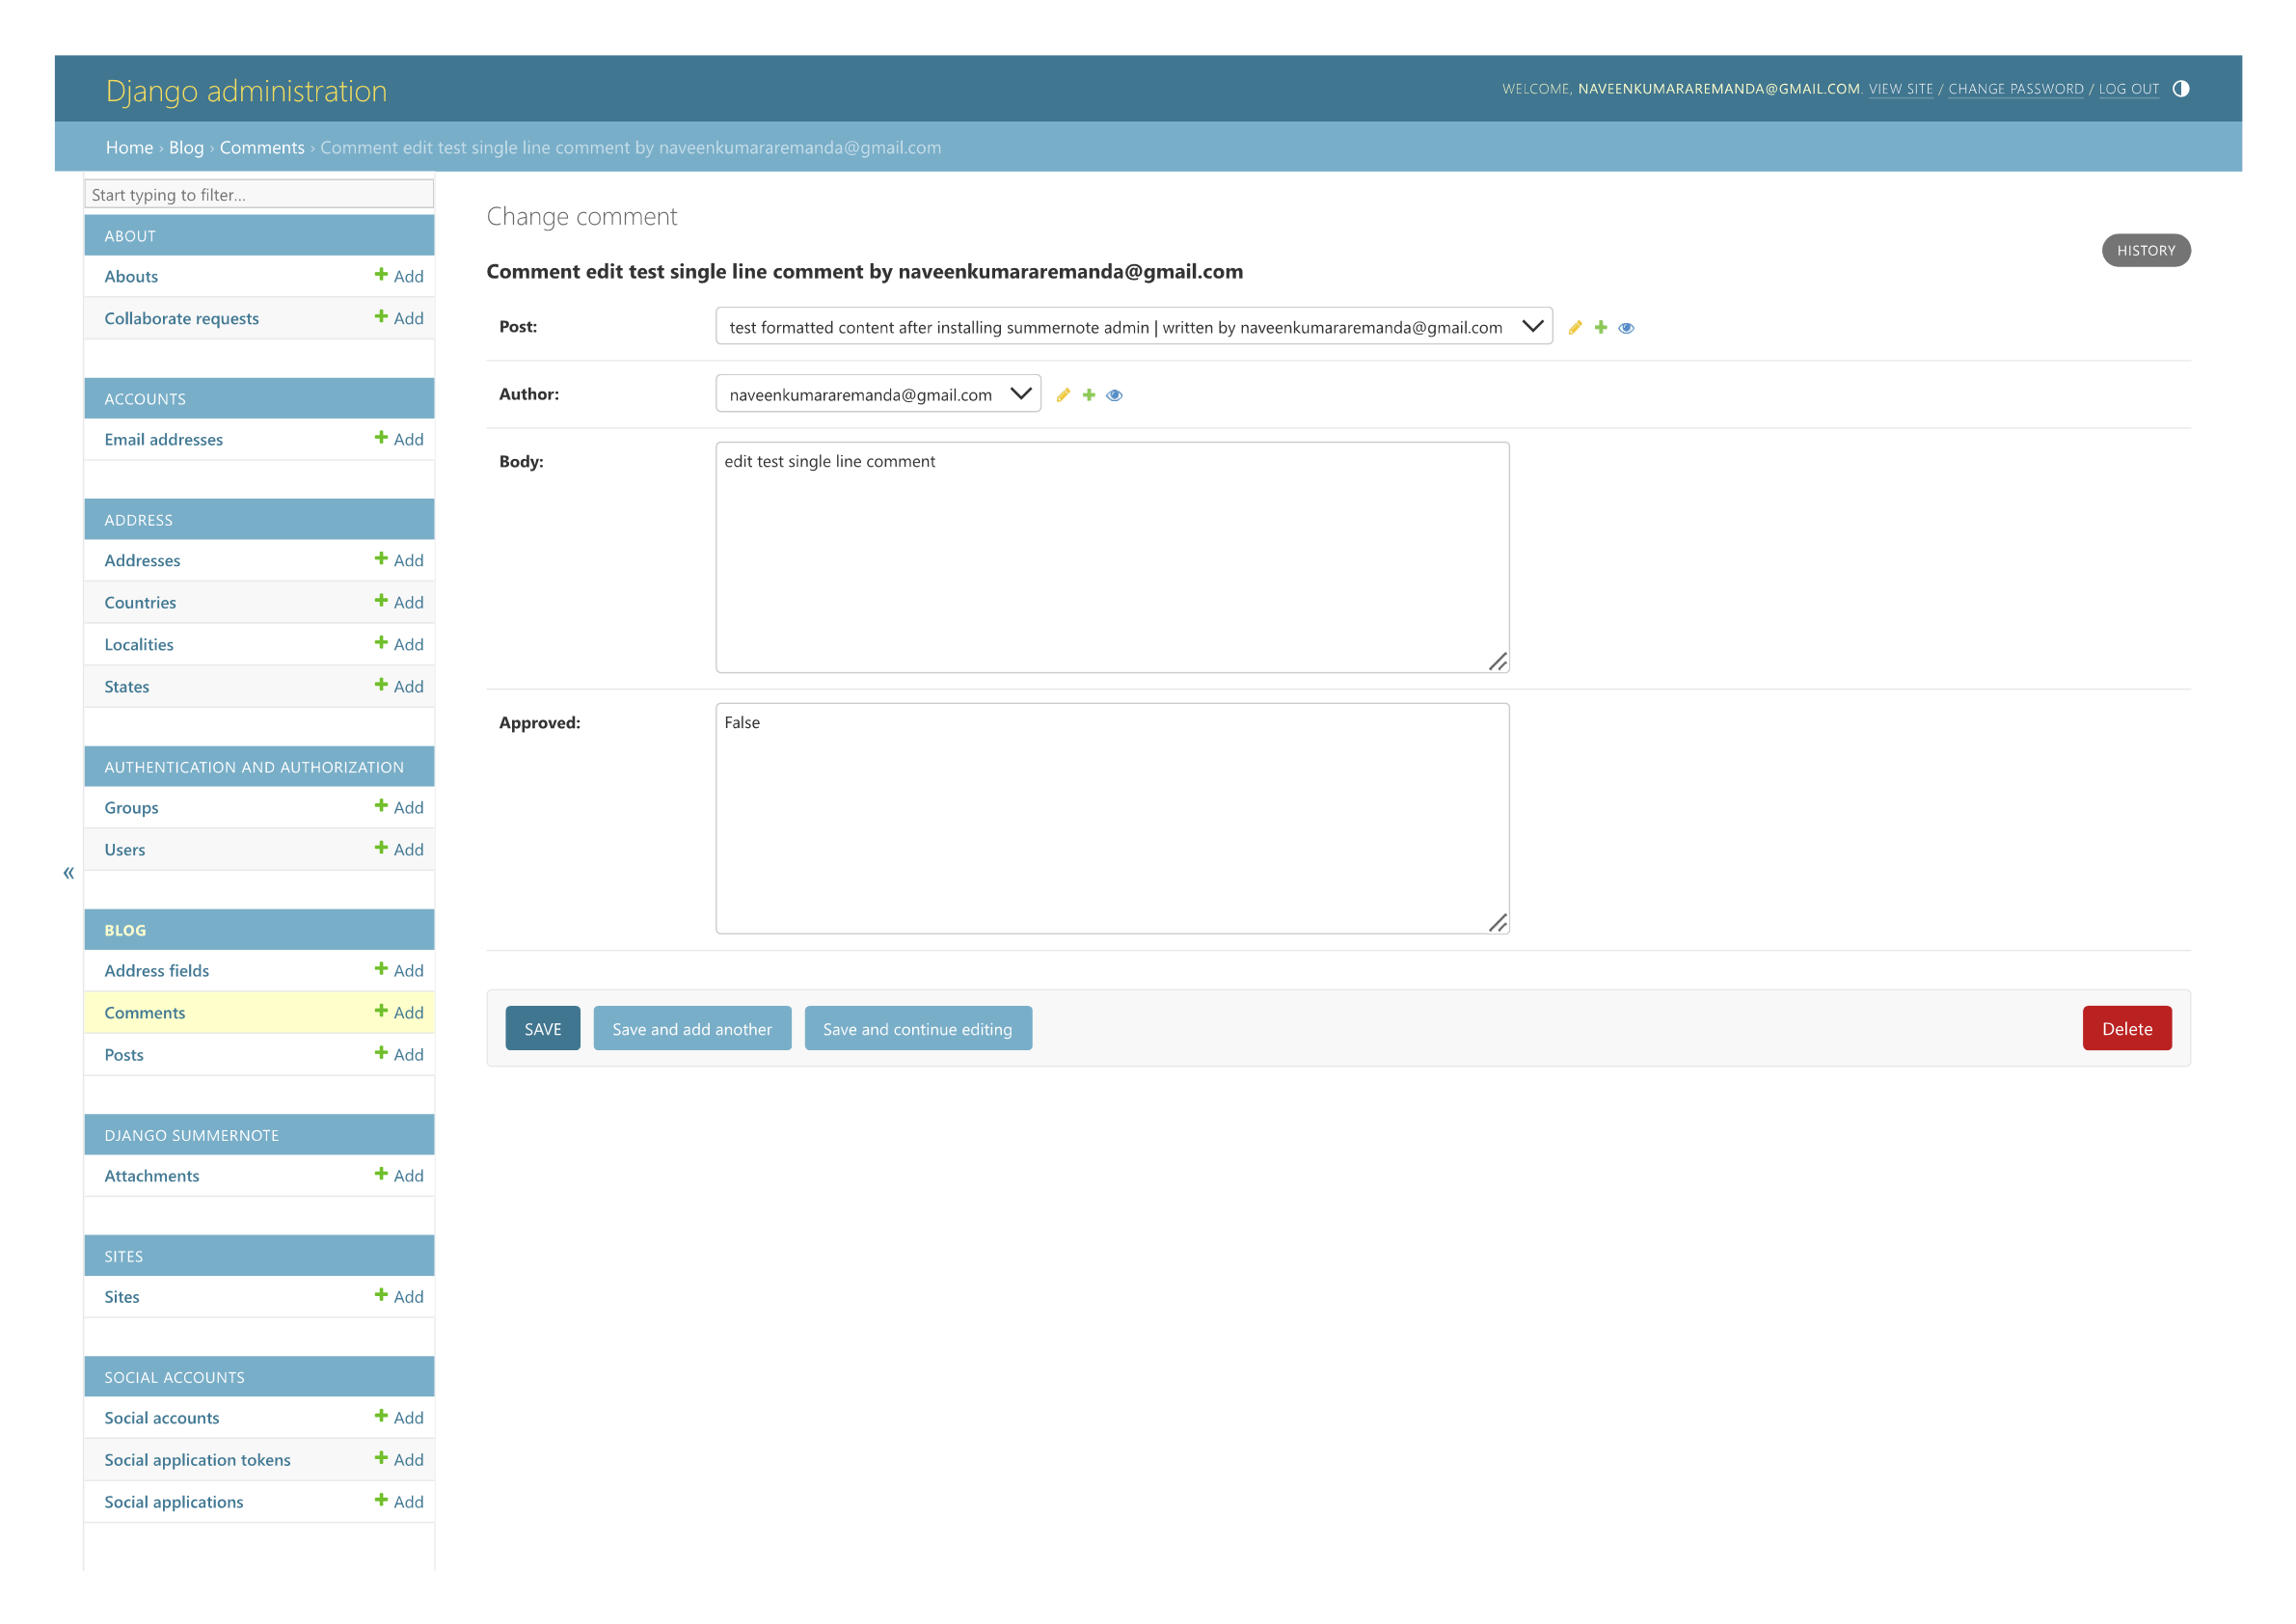 Django administration
WELCOME, NAVEENKUMARAREMANDA@GMAIL.COM. VIEW SITE / CHANGE PASSWORD / LOG OUT
Home › Blog › Comments › Comment edit test single line comment by naveenkumararemanda@gmail.com
Start typing to filter...
ABOUT
Abouts Add
Collaborate requests Add
ACCOUNTS
Email addresses Add
ADDRESS
Addresses Add
Countries Add
Localities Add
States Add
AUTHENTICATION AND AUTHORIZATION
Groups Add
Users Add
«
BLOG
Address fields Add
Comments Add
Posts Add
DJANGO SUMMERNOTE
Attachments Add
SITES
Sites Add
SOCIAL ACCOUNTS
Social accounts Add
Social application tokens Add
Social applications Add
Change comment
HISTORY
Comment edit test single line comment by naveenkumararemanda@gmail.com
Post: test formatted content after installing summernote admin | written by naveenkumararemanda@gmail.com
Author: naveenkumararemanda@gmail.com
Body: edit test single line comment
Approved: False
SAVE Save and add another Save and continue editing Delete